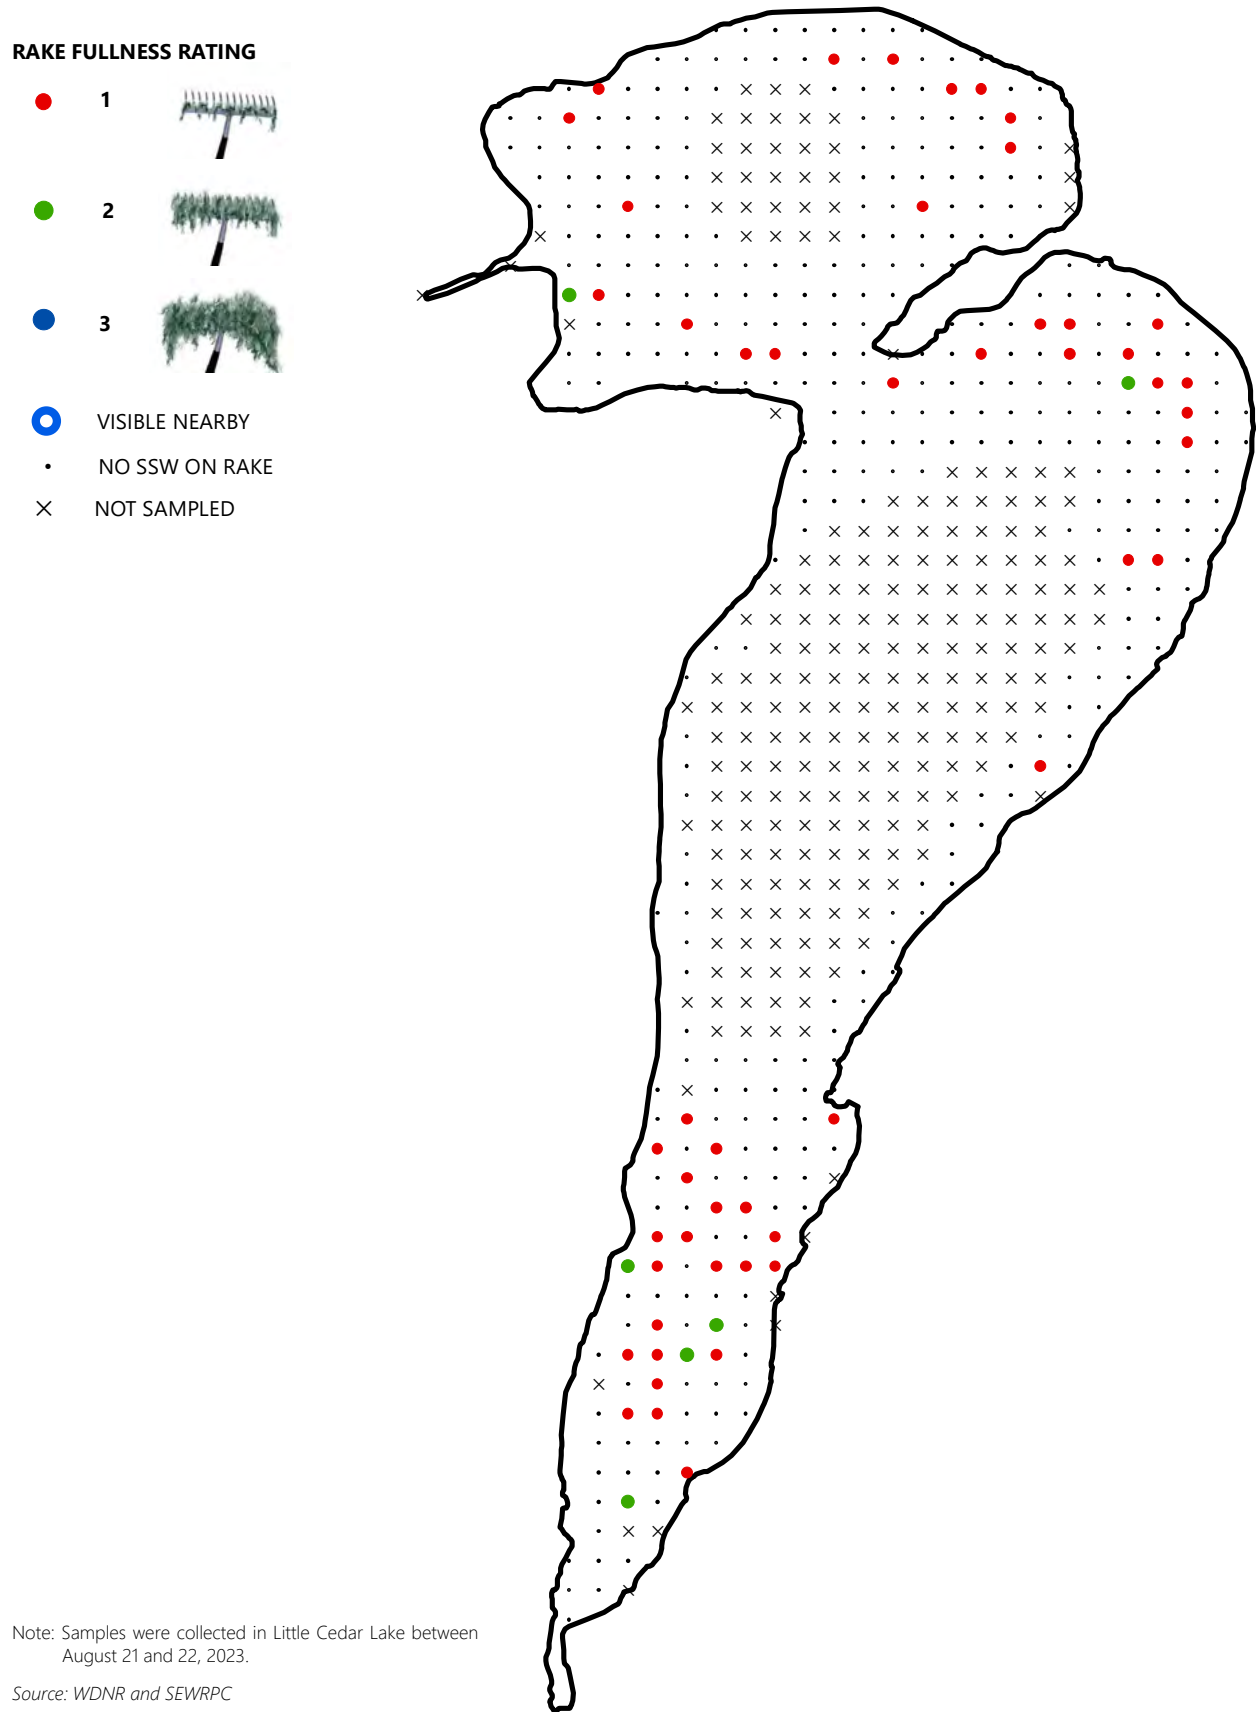 RAKE FULLNESS RATING
1
2
3
VISIBLE NEARBY
NO SSW ON RAKE
NOT SAMPLED
Note: Samples were collected in Little Cedar Lake between
August 21 and 22, 2023.
Source: WDNR and SEWRPC